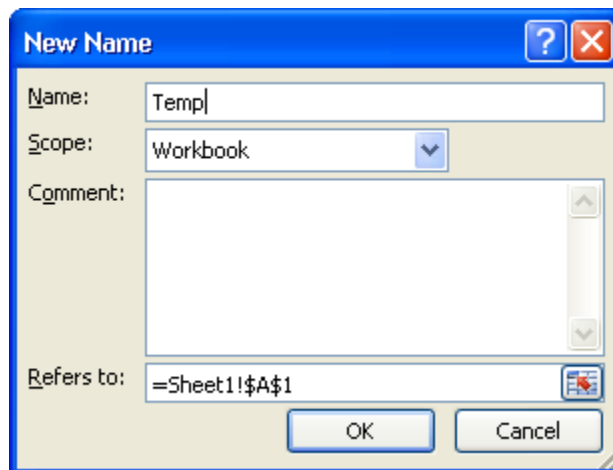 New Name
Name: Temp
Scope: Workbook
Comment:
Refers to: =Sheet1!$A$1
OK Cancel